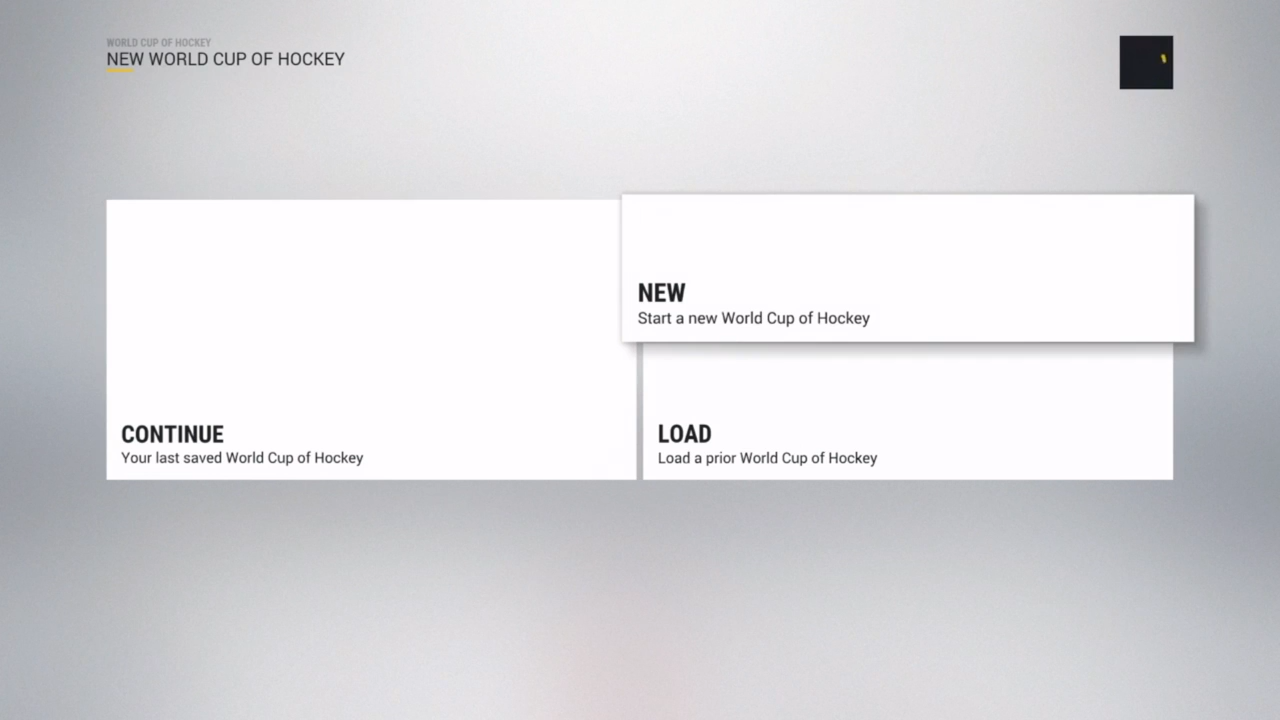 WORLD CUP OF HOCKEY
NEW WORLD CUP OF HOCKEY
NEW
Start a new World Cup of Hockey
CONTINUE
Your last saved World Cup of Hockey
LOAD
Load a prior World Cup of Hockey